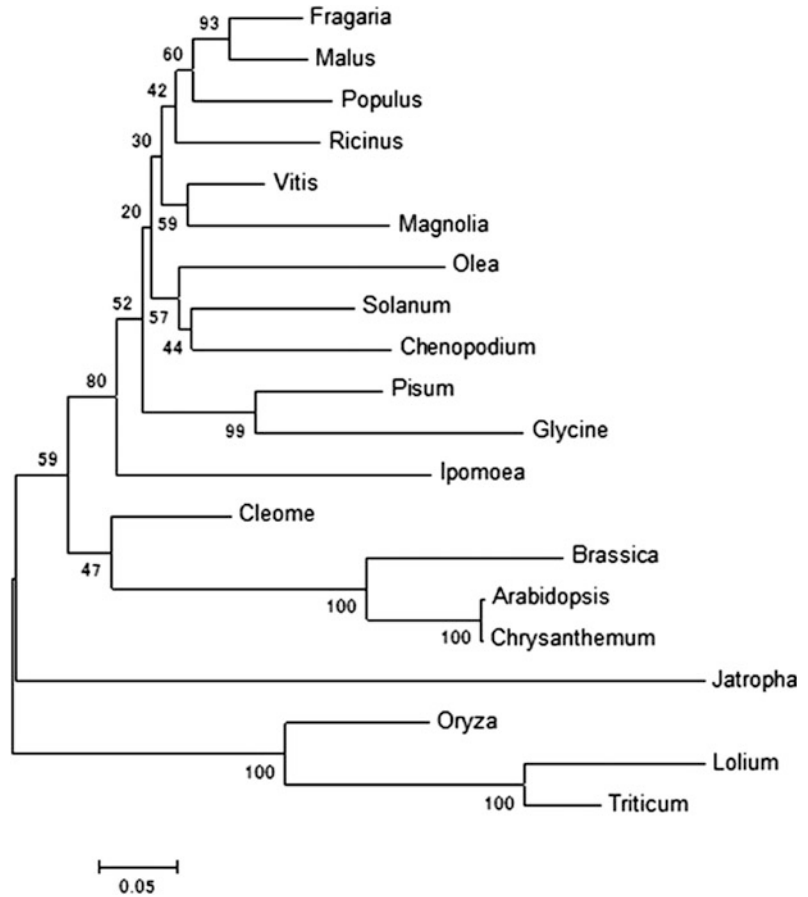 93 Fragaria
Malus
60
Populus
42
Ricinus
30
Vitis
20
59 Magnolia
Olea
52 57 Solanum
44 Chenopodium
80 Pisum
99 Glycine
59 Ipomoea
Cleome
47 Brassica
100 Arabidopsis
100 Chrysanthemum
Jatropha
Oryza
100 Lolium
100 Triticum
0.05